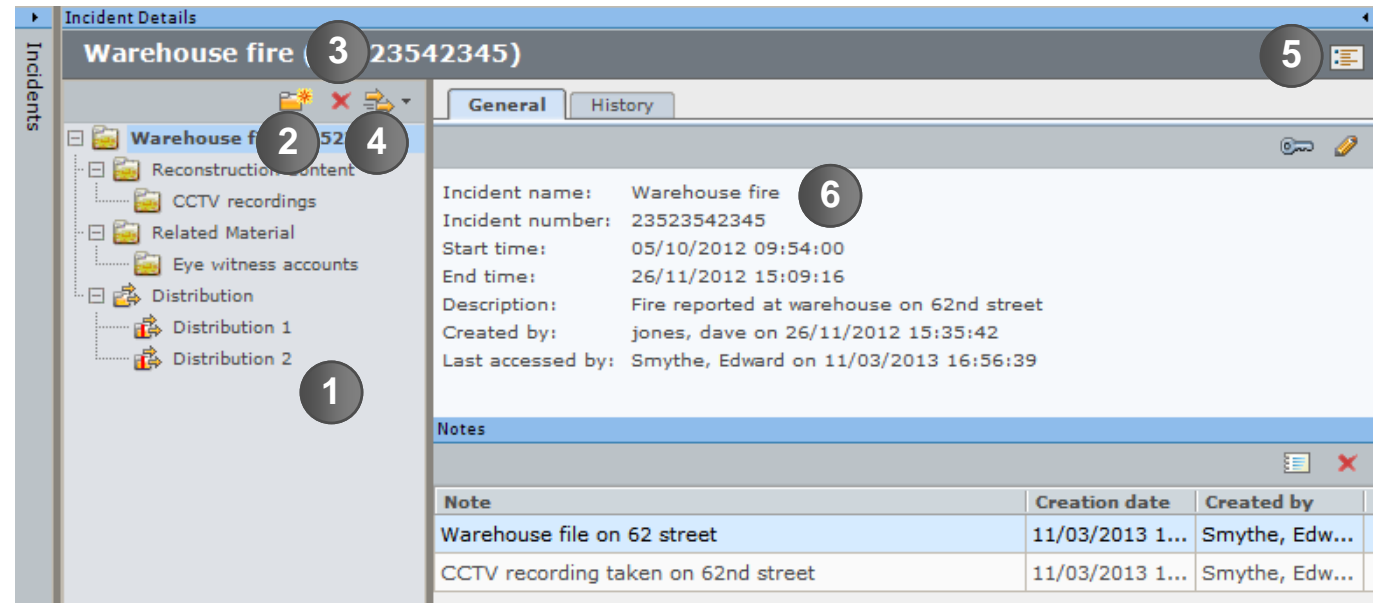 Incident Details
Incidents
Warehouse fire ( 23542345)
3
5
General History
2
4
Warehouse f 52
Reconstruction ontent
CCTV recordings
Related Material
Eye witness accounts
Distribution
Distribution 1
Distribution 2
1
6
Incident name: Warehouse fire
Incident number: 23523542345
Start time: 05/10/2012 09:54:00
End time: 26/11/2012 15:09:16
Description: Fire reported at warehouse on 62nd street
Created by: jones, dave on 26/11/2012 15:35:42
Last accessed by: Smythe, Edward on 11/03/2013 16:56:39
Notes
Note Creation date Created by
Warehouse file on 62 street 11/03/2013 1... Smythe, Edw...
CCTV recording taken on 62nd street 11/03/2013 1... Smythe, Edw...